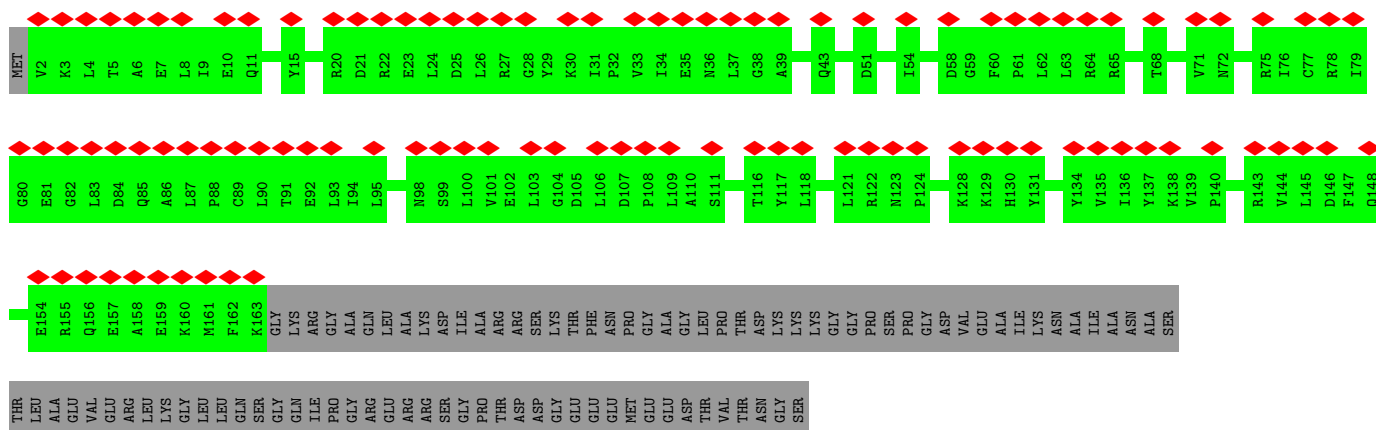 MET V2 K3 L4 T5 A6 E7 L8 I9 E10 Q11 Y15 R20 D21 R22 E23 L24 D25 L26 R27 G28 Y29 K30 I31 P32 V33 I34 E35 N36 L37 G38 A39 Q43 D51 I54 D58 G59 F60 P61 L62 L63 R64 R65 T68 V71 N72 R75 I76 C77 R78 I79
G80 E81 G82 L83 D84 Q85 A86 L87 P88 C89 L90 T91 E92 L93 I94 L95 N98 S99 L100 V101 E102 L103 G104 D105 L106 D107 P108 L109 A110 S111 T116 Y117 L118 L121 R122 N123 P124 K128 K129 H130 Y131 Y134 V135 I136 Y137 K138 V139 P140 R143 V144 L145 D146 F147 Q148
E154 R155 Q156 E157 A158 E159 K160 M161 F162 K163 GLY LYS ARG GLY ALA GLN LEU ALA LYS ASP ILE ALA ARG ARG SER LYS THR PHE ASN PRO GLY ALA GLY LEU PRO THR ASP LYS LYS LYS GLY GLY PRO SER PRO GLY ASP VAL GLU ALA ILE LYS ASN ALA ILE ALA ASN ALA SER
THR LEU ALA GLU VAL GLU ARG LEU LYS GLY LEU LEU GLN SER GLY GLN ILE PRO GLY ARG GLU ARG ARG SER GLY PRO THR ASP ASP GLY GLU GLU GLU MET GLU GLU ASP THR VAL THR ASN GLY SER